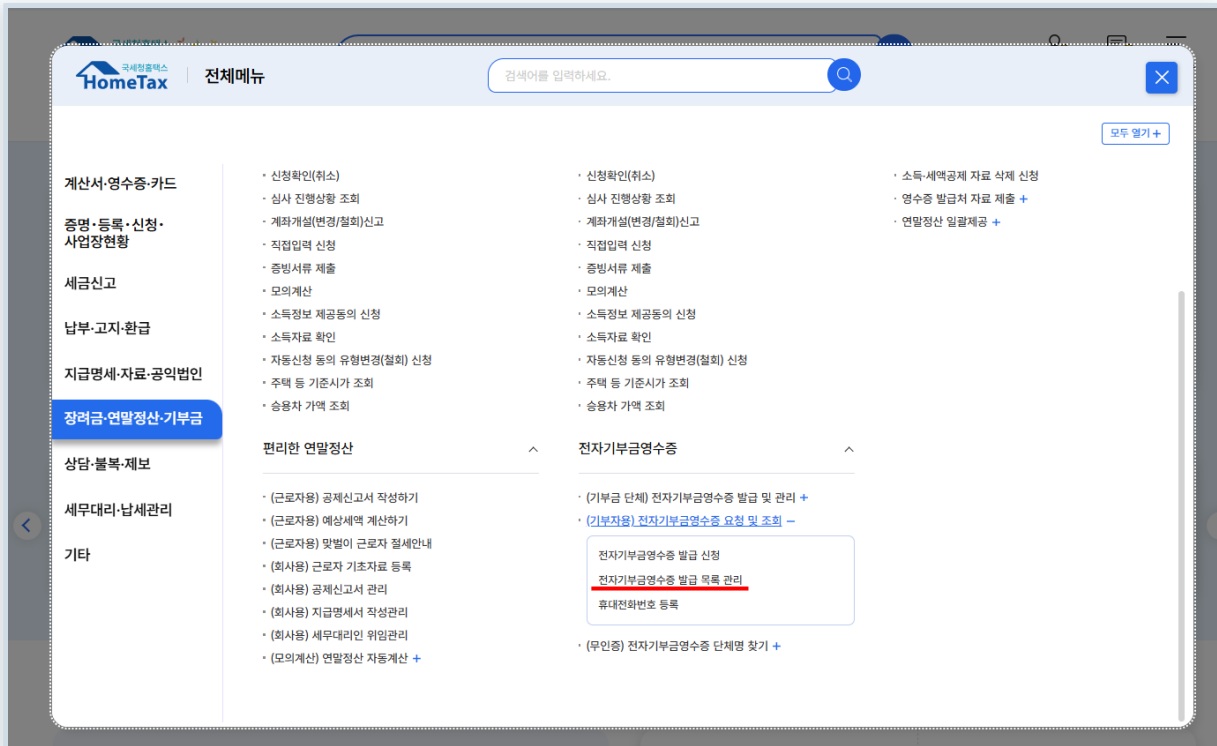 국세청홈택스
HomeTax
전체메뉴
검색어를 입력하세요.
모두 열기 +
계산서·영수증·카드
증명·등록·신청·
사업장현황
세금신고
납부·고지·환급
지급명세·자료·공익법인
장려금·연말정산·기부금
상담·불복·제보
세무대리·납세관리
기타
신청확인(취소)
심사 진행상황 조회
계좌개설(변경/철회)신고
직접입력 신청
증빙서류 제출
모의계산
소득정보 제공동의 신청
소득자료 확인
자동신청 동의 유형변경(철회) 신청
주택 등 기준시가 조회
승용차 가액 조회
편리한 연말정산
(근로자용) 공제신고서 작성하기
(근로자용) 예상세액 계산하기
(근로자용) 맞벌이 근로자 절세안내
(회사용) 근로자 기초자료 등록
(회사용) 공제신고서 관리
(회사용) 지급명세서 작성관리
(회사용) 세무대리인 위임관리
(모의계산) 연말정산 자동계산 +
신청확인(취소)
심사 진행상황 조회
계좌개설(변경/철회)신고
직접입력 신청
증빙서류 제출
모의계산
소득정보 제공동의 신청
소득자료 확인
자동신청 동의 유형변경(철회) 신청
주택 등 기준시가 조회
승용차 가액 조회
전자기부금영수증
(기부금 단체) 전자기부금영수증 발급 및 관리 +
(기부자용) 전자기부금영수증 요청 및 조회 −
전자기부금영수증 발급 신청
전자기부금영수증 발급 목록 관리
휴대전화번호 등록
(무인증) 전자기부금영수증 단체명 찾기 +
소득·세액공제 자료 삭제 신청
영수증 발급처 자료 제출 +
연말정산 일괄제공 +